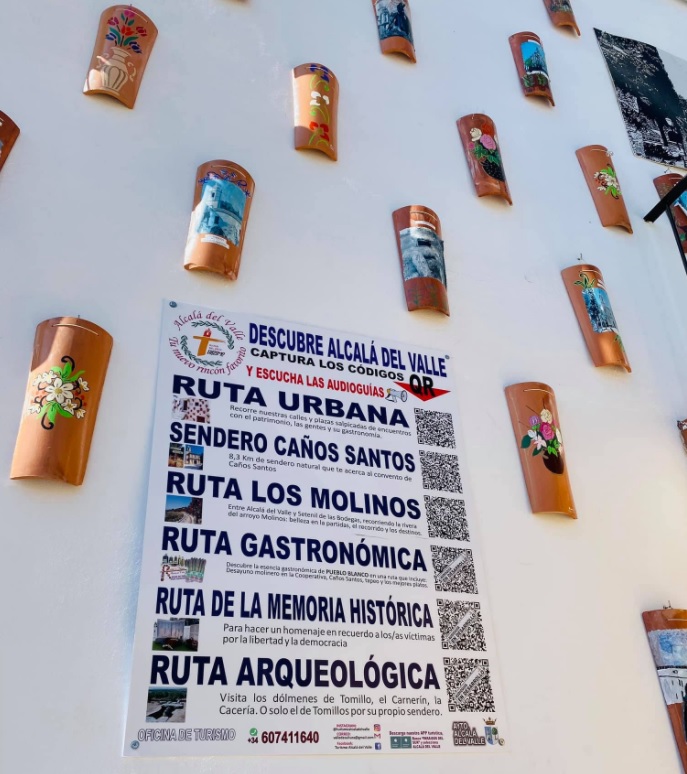 Alcalá del Valle
Tu nuevo rincón favorito
DESCUBRE ALCALÁ DEL VALLE
CAPTURA LOS CÓDIGOS QR
Y ESCUCHA LAS AUDIOGUÍAS
RUTA URBANA
Recorre nuestras calles y plazas salpicadas de encuentros
con el patrimonio, las gentes y su gastronomía.
SENDERO CAÑOS SANTOS
8,3 Km de sendero natural que te acerca al convento de
Caños Santos
RUTA LOS MOLINOS
Entre Alcalá del Valle y Setenil de las Bodegas, recorriendo la rivera
del arroyo Molinos: belleza en la partida, el recorrido y los destinos.
RUTA GASTRONÓMICA
Descubre la esencia gastronómica de PUEBLO BLANCO en una ruta que incluye:
Desayuno molinero en la Cooperativa, Caños Santos, tapeo y los mejores platos.
RUTA DE LA MEMORIA HISTÓRICA
Para hacer un homenaje en recuerdo a los/as víctimas
por la libertad y la democracia
RUTA ARQUEOLÓGICA
Visita los dólmenes de Tomillo, el Carnerín, la
Cacería. O solo el de Tomillos por su propio sendero.
OFICINA DE TURISMO
+34 607411640
Descarga nuestra APP turística,
ALCALÁ DEL VALLE
AYTO
ALCALÁ
DEL VALLE